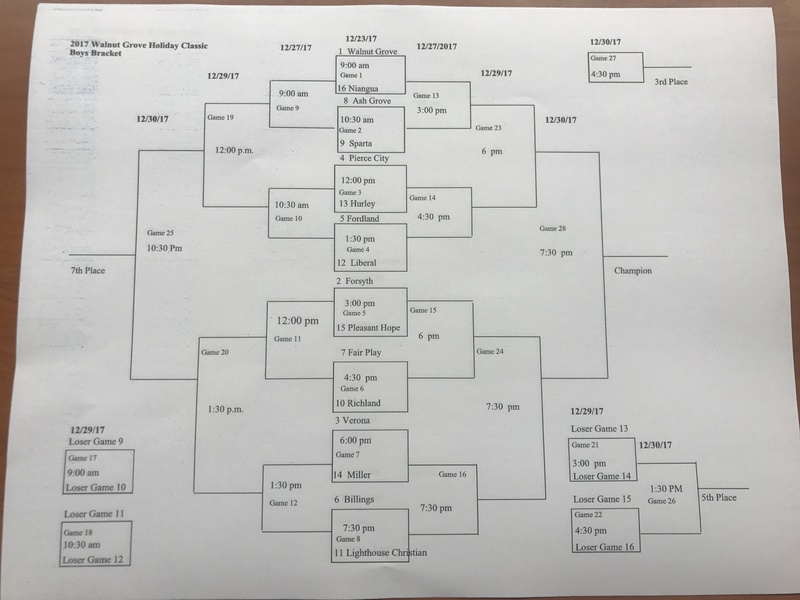 2017 Walnut Grove Holiday Classic
Boys Bracket
12/30/17
12/29/17
12/27/17
12/23/17
12/27/2017
12/29/17
12/30/17
12/30/17
Game 27
4:30 pm
3rd Place
1 Walnut Grove
9:00 am
Game 1
16 Niangua
8 Ash Grove
10:30 am
Game 2
9 Sparta
4 Pierce City
12:00 pm
Game 3
13 Hurley
5 Fordland
1:30 pm
Game 4
12 Liberal
2 Forsyth
3:00 pm
Game 5
15 Pleasant Hope
7 Fair Play
4:30 pm
Game 6
10 Richland
3 Verona
6:00 pm
Game 7
14 Miller
6 Billings
7:30 pm
Game 8
11 Lighthouse Christian
9:00 am
Game 9
10:30 am
Game 10
12:00 pm
Game 11
1:30 pm
Game 12
Game 13
3:00 pm
Game 14
4:30 pm
Game 15
6 pm
Game 16
7:30 pm
Game 19
12:00 p.m.
Game 20
1:30 p.m.
Game 23
6 pm
Game 24
7:30 pm
Game 25
10:30 Pm
7th Place
Game 28
7:30 pm
Champion
12/29/17
Loser Game 9
Game 17
9:00 am
Loser Game 10
Loser Game 11
Game 18
10:30 am
Loser Game 12
12/29/17
Loser Game 13
Game 21
3:00 pm
Loser Game 14
Loser Game 15
Game 22
4:30 pm
Loser Game 16
12/30/17
1:30 PM
Game 26
5th Place